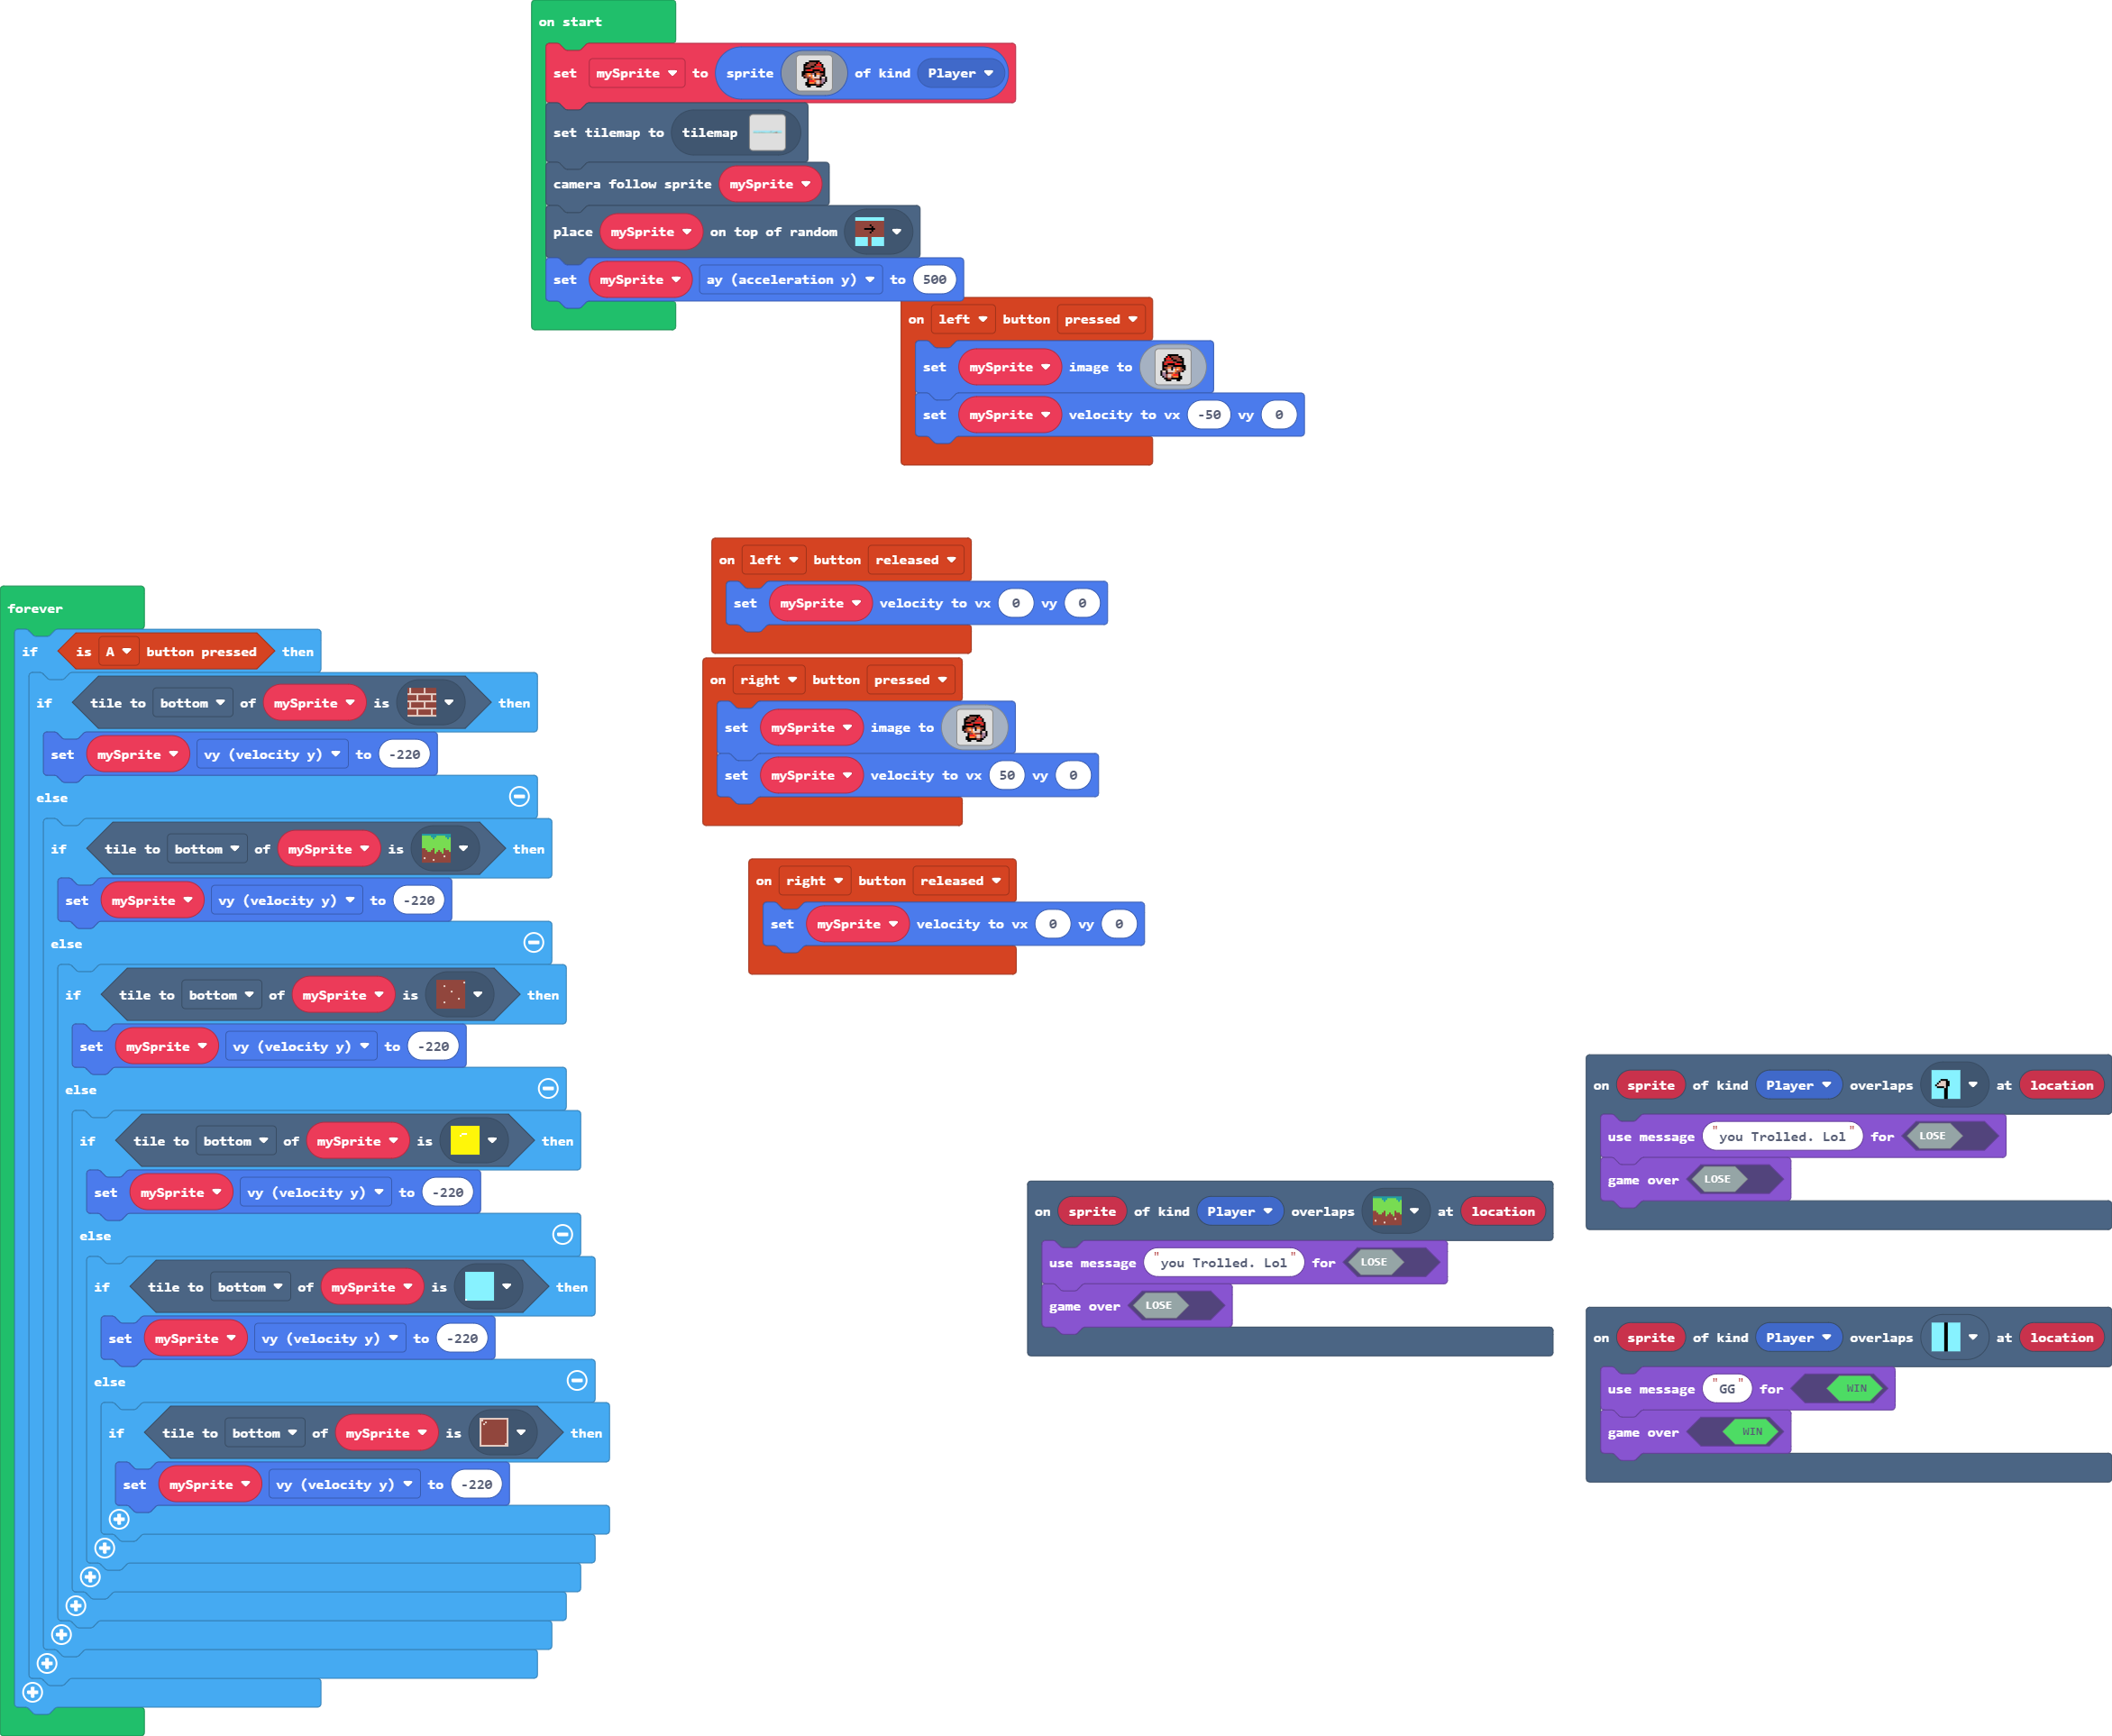 on start
set mySprite to sprite of kind Player
set tilemap to tilemap
camera follow sprite mySprite
place mySprite on top of random
set mySprite ay (acceleration y) to 500
on left button pressed
set mySprite image to
set mySprite velocity to vx -50 vy 0
on left button released
set mySprite velocity to vx 0 vy 0
on right button pressed
set mySprite image to
set mySprite velocity to vx 50 vy 0
on right button released
set mySprite velocity to vx 0 vy 0
forever
if is A button pressed then
if tile to bottom of mySprite is then
set mySprite vy (velocity y) to -220
else
if tile to bottom of mySprite is then
set mySprite vy (velocity y) to -220
else
if tile to bottom of mySprite is then
set mySprite vy (velocity y) to -220
else
if tile to bottom of mySprite is then
set mySprite vy (velocity y) to -220
else
if tile to bottom of mySprite is then
set mySprite vy (velocity y) to -220
else
if tile to bottom of mySprite is then
set mySprite vy (velocity y) to -220
on sprite of kind Player overlaps at location
use message "you Trolled. Lol" for LOSE
game over LOSE
on sprite of kind Player overlaps at location
use message "you Trolled. Lol" for LOSE
game over LOSE
on sprite of kind Player overlaps at location
use message "GG" for WIN
game over WIN